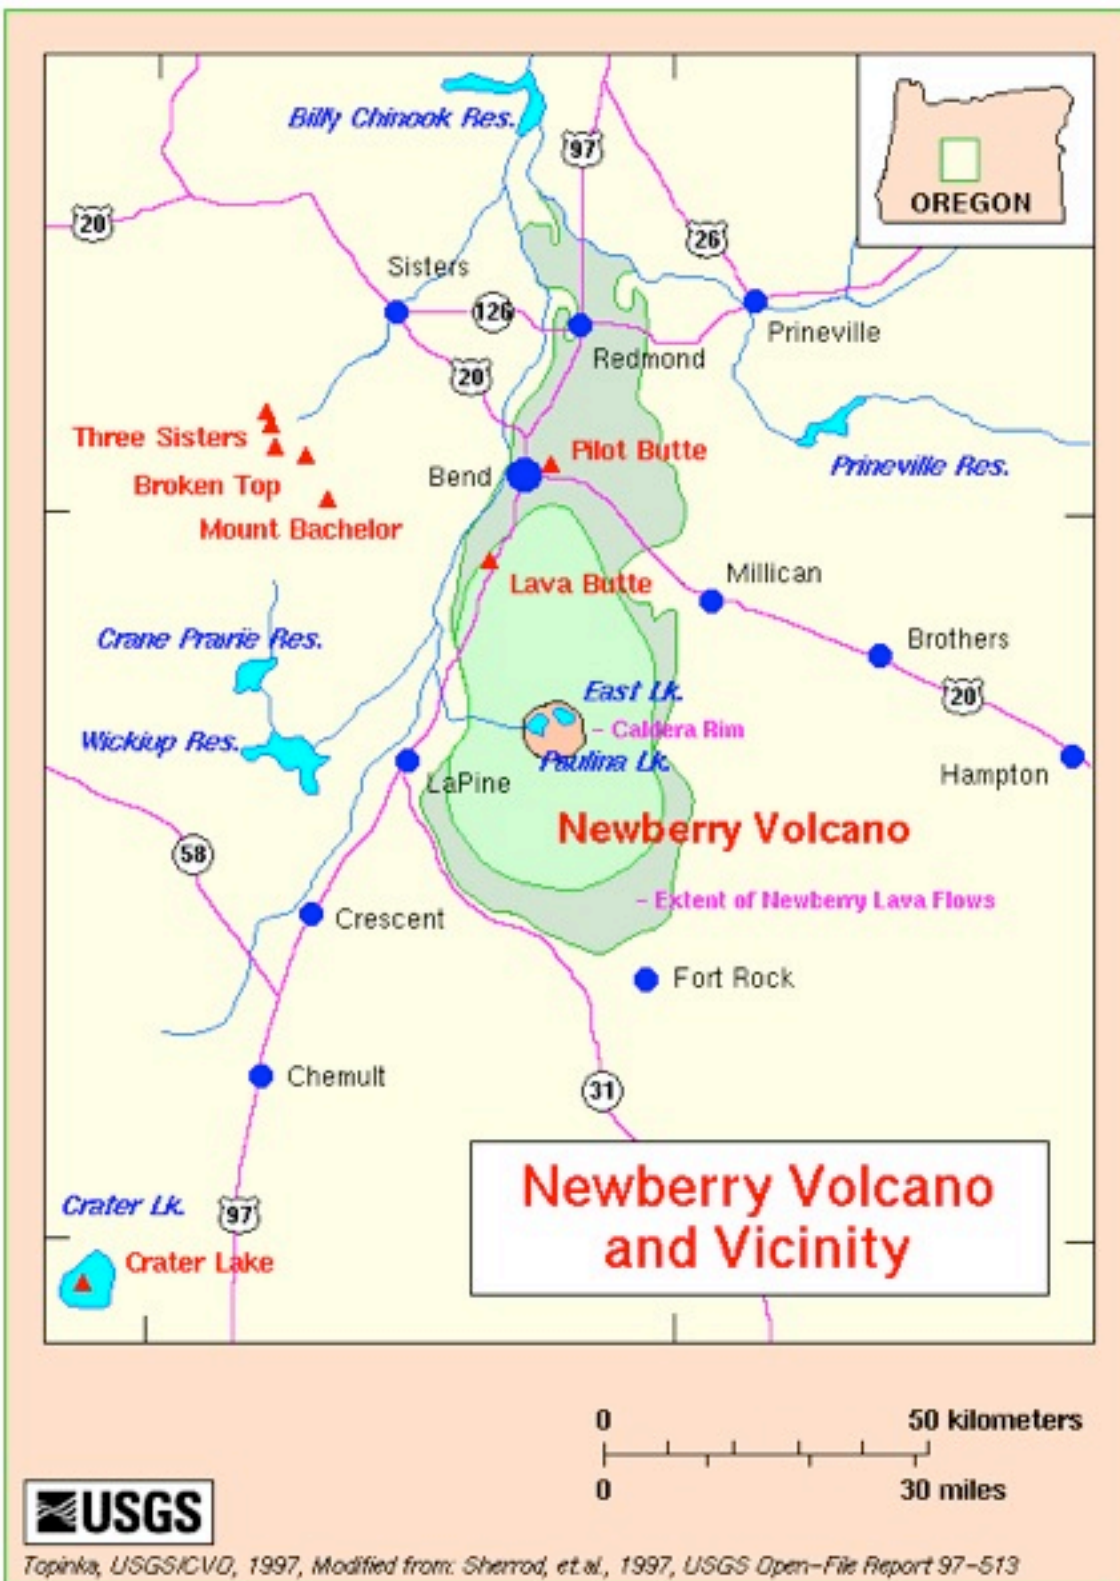 Billy Chinook Res.
97
OREGON
20
26
Sisters
126
Prineville
Redmond
20
Three Sisters
Pilot Butte
Bend
Prineville Res.
Broken Top
Mount Bachelor
Millican
Lava Butte
Crane Prairie Res.
Brothers
East Lk.
20
Caldera Rim
Wickiup Res.
Paulina Lk.
Hampton
LaPine
Newberry Volcano
58
Extent of Newberry Lava Flows
Crescent
Fort Rock
Chemult
31
Newberry Volcano
and Vicinity
Crater Lk.
97
Crater Lake
0 50 kilometers
0 30 miles
USGS
Topinka, USGS/CVO, 1997, Modified from: Sherrod, et.al., 1997, USGS Open-File Report 97-513